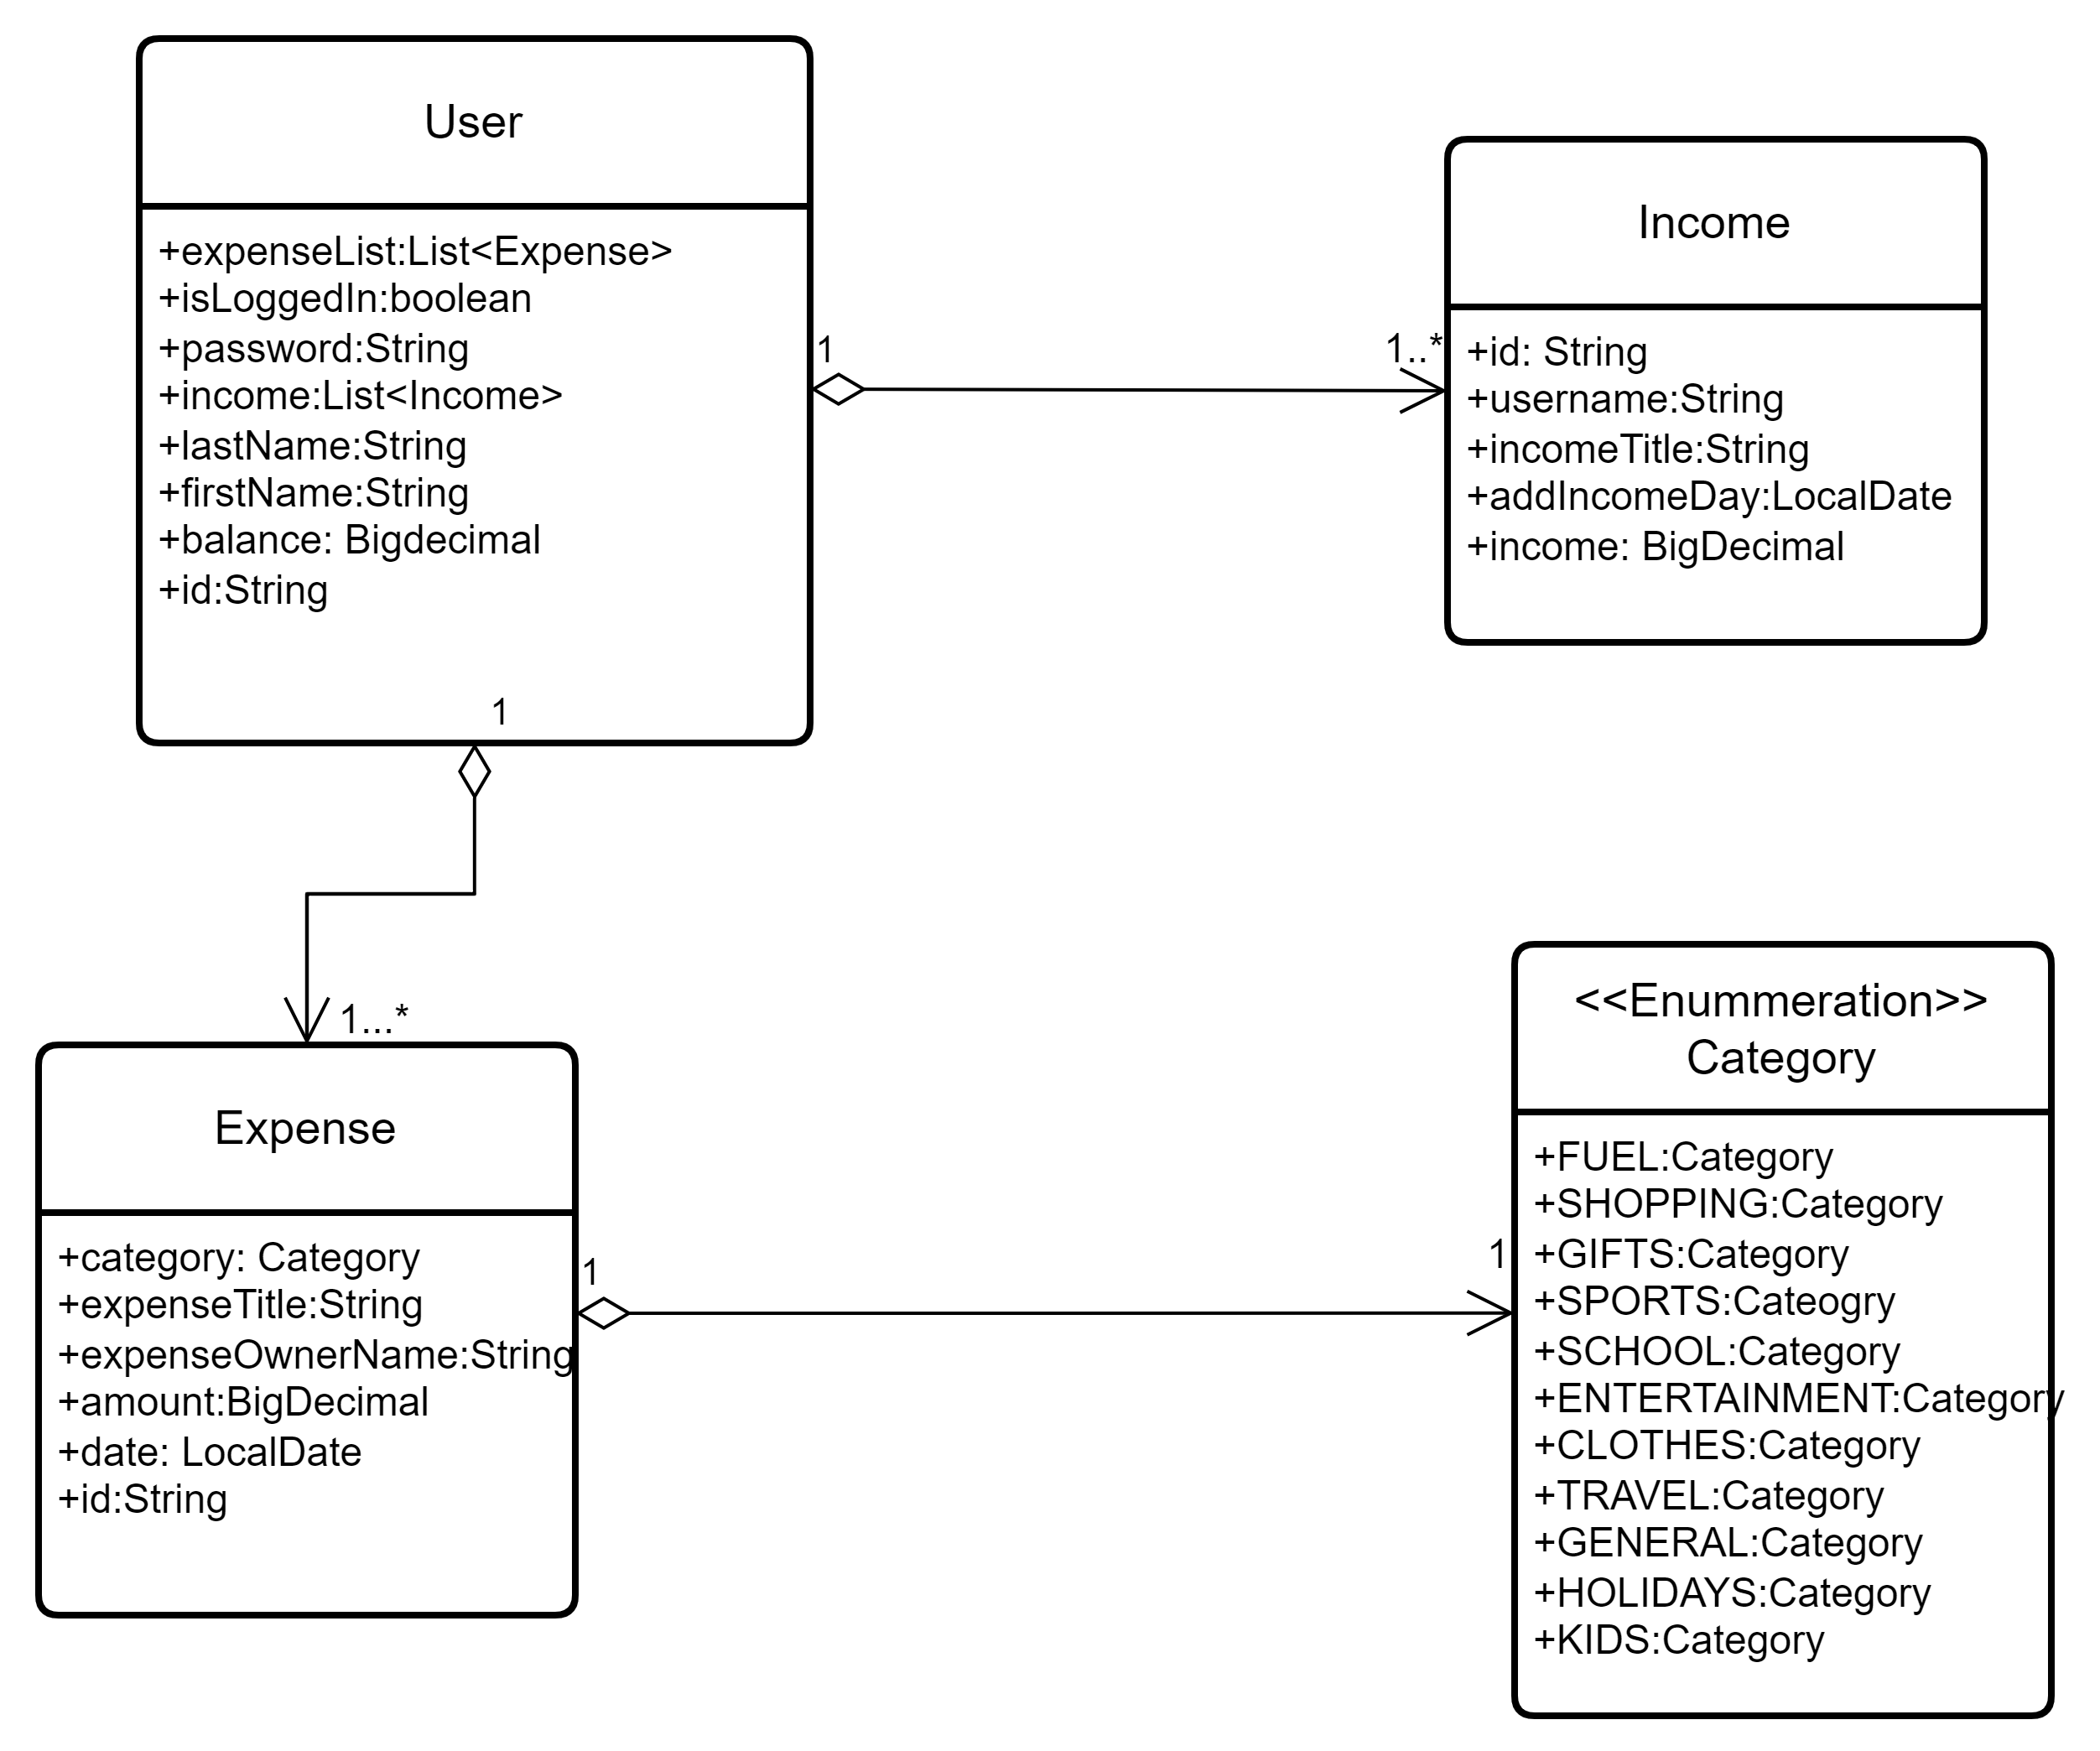 User
+expenseList:List<Expense>
+isLoggedIn:boolean
+password:String
+income:List<Income>
+lastName:String
+firstName:String
+balance: Bigdecimal
+id:String
1
1..*
Income
+id: String
+username:String
+incomeTitle:String
+addIncomeDay:LocalDate
+income: BigDecimal
1
1...*
Expense
+category: Category
+expenseTitle:String
+expenseOwnerName:String
+amount:BigDecimal
+date: LocalDate
+id:String
1
1
<<Enummeration>>
Category
+FUEL:Category
+SHOPPING:Category
+GIFTS:Category
+SPORTS:Cateogry
+SCHOOL:Category
+ENTERTAINMENT:Category
+CLOTHES:Category
+TRAVEL:Category
+GENERAL:Category
+HOLIDAYS:Category
+KIDS:Category